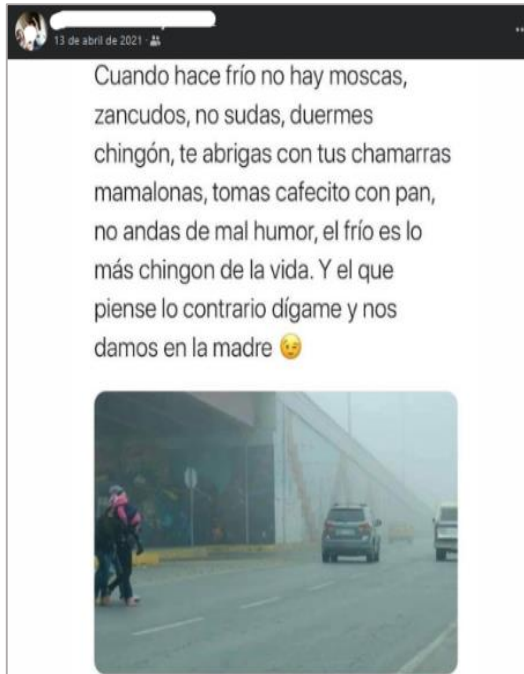 13 de abril de 2021 ·
Cuando hace frío no hay moscas,
zancudos, no sudas, duermes
chingón, te abrigas con tus chamarras
mamalonas, tomas cafecito con pan,
no andas de mal humor, el frío es lo
más chingon de la vida. Y el que
piense lo contrario dígame y nos
damos en la madre 😉